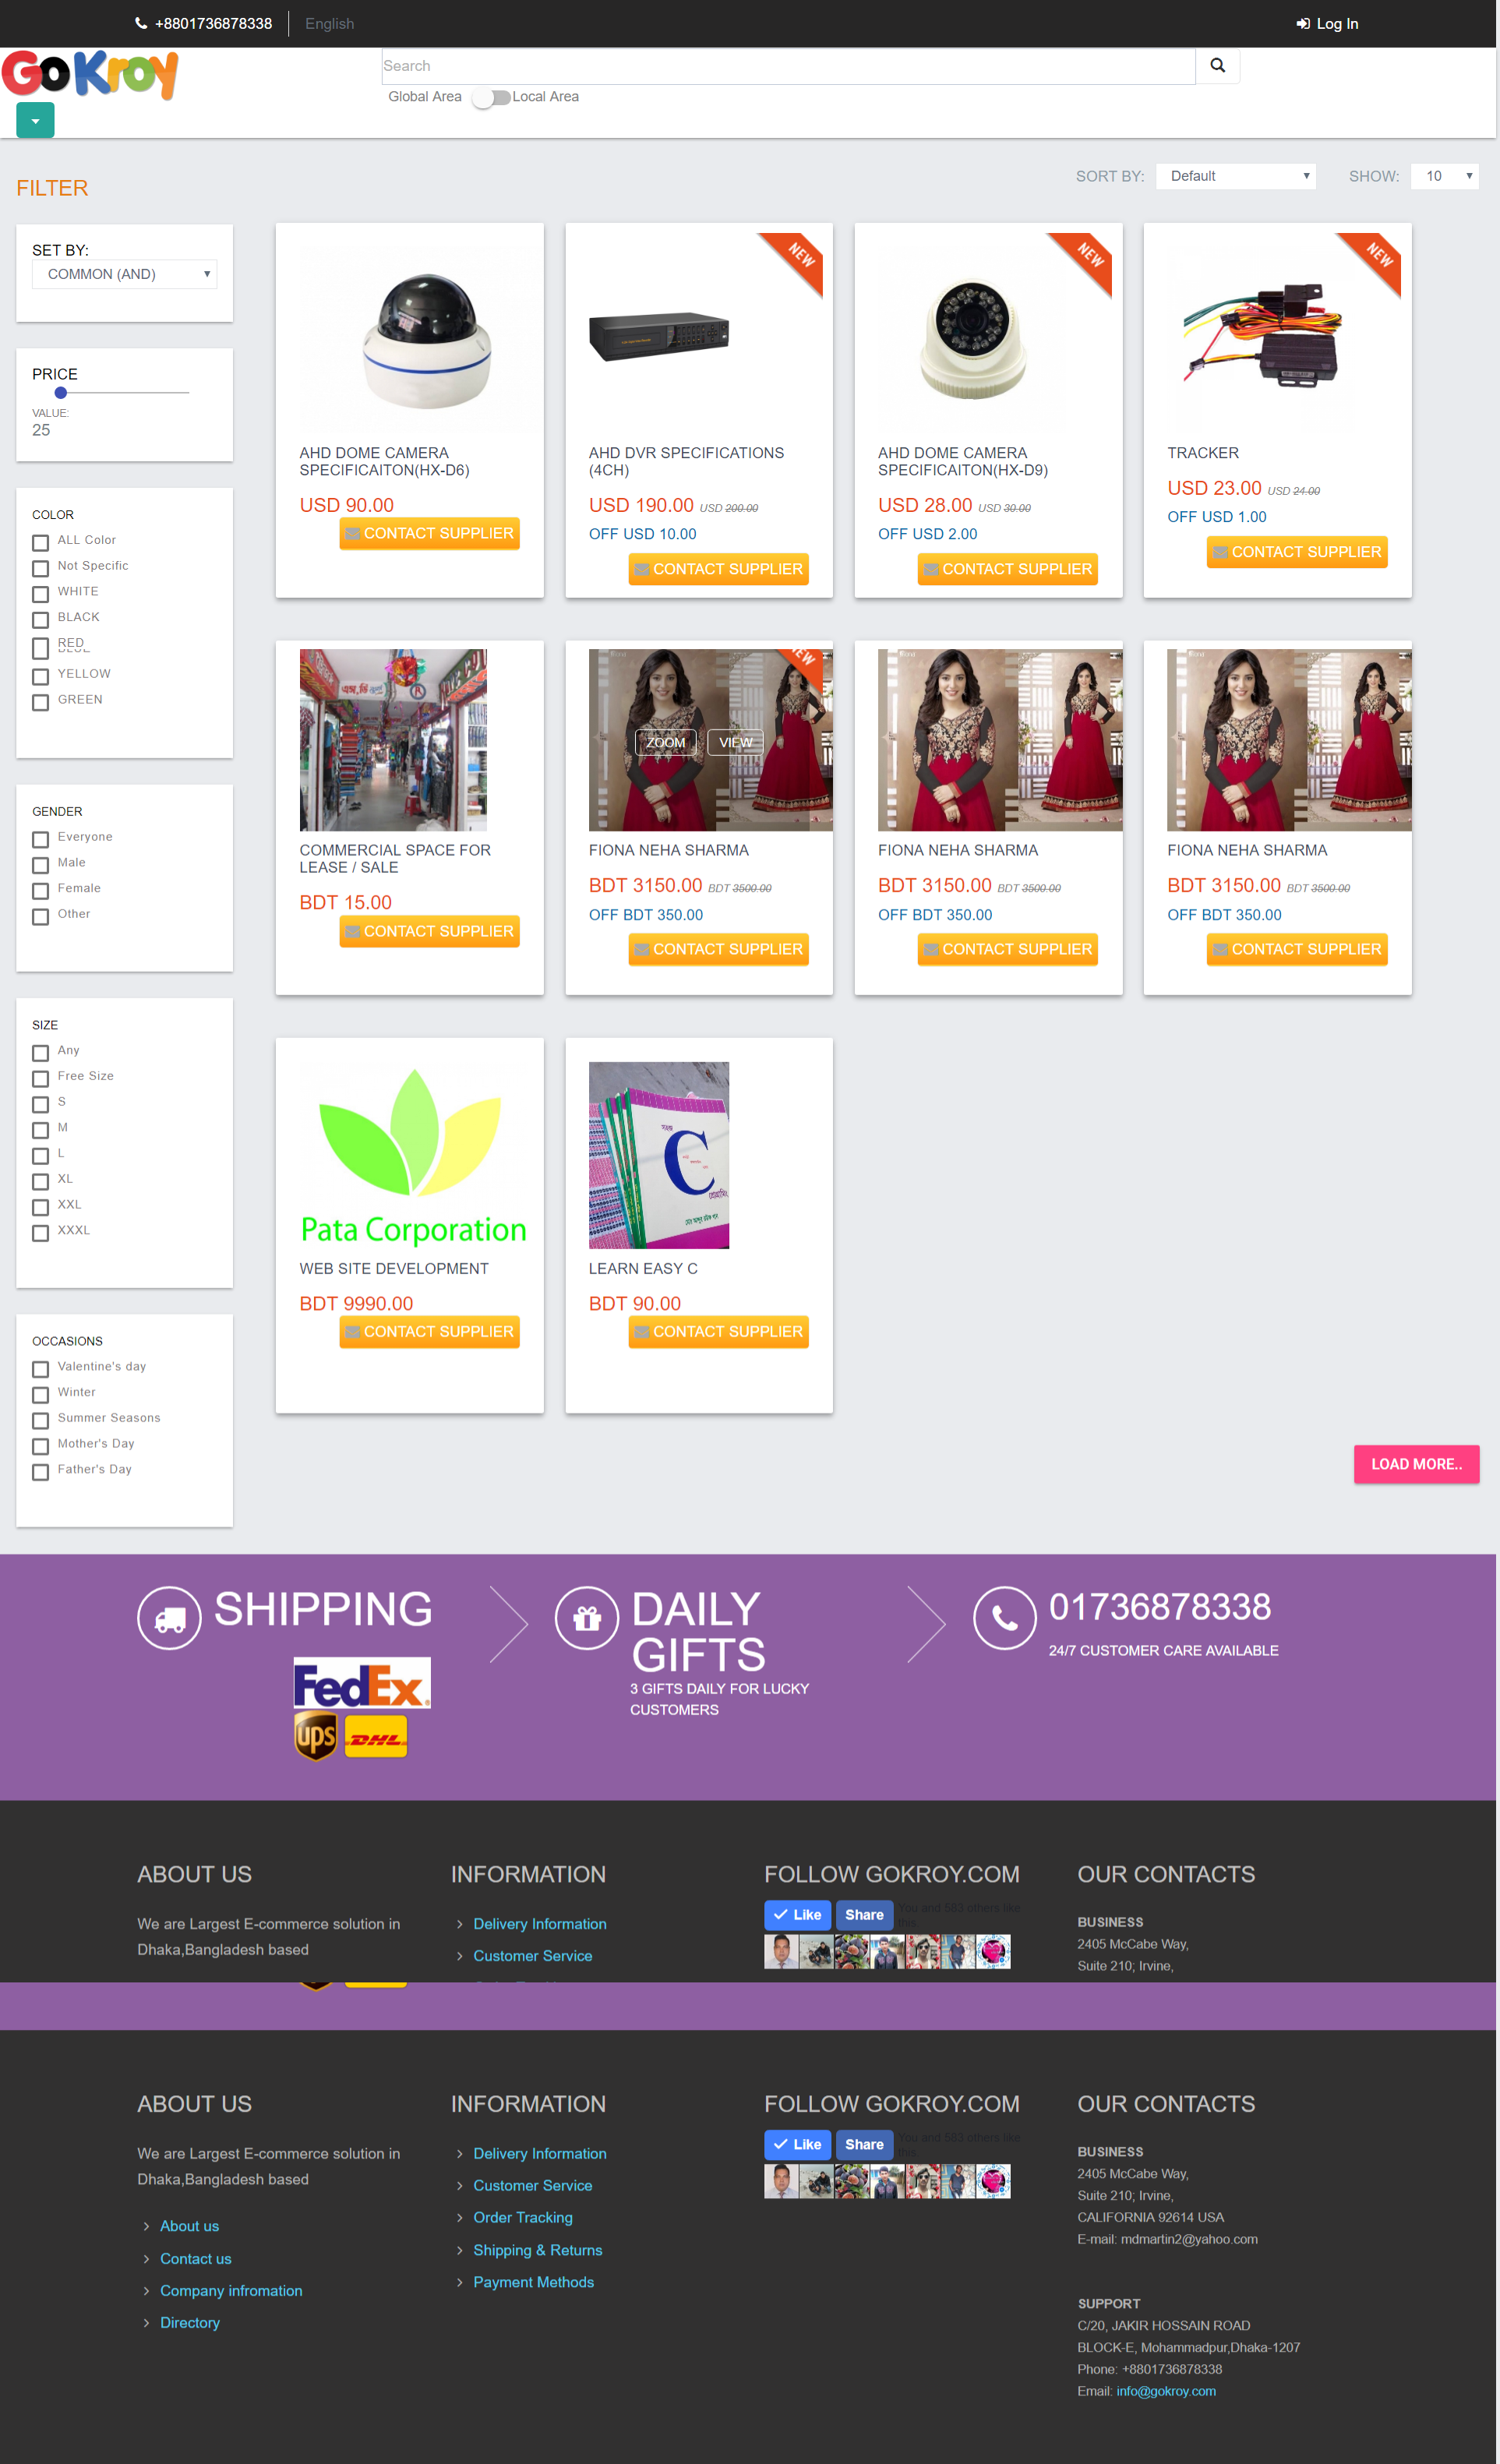 +8801736878338
English
Log In
GoKroy
Search
Global Area
Local Area
FILTER
SORT BY:
Default
SHOW:
10
SET BY:
COMMON (AND)
PRICE
VALUE:
25
COLOR
ALL Color
Not Specific
WHITE
BLACK
RED
BLUE
YELLOW
GREEN
GENDER
Everyone
Male
Female
Other
SIZE
Any
Free Size
S
M
L
XL
XXL
XXXL
OCCASIONS
Valentine's day
Winter
Summer Seasons
Mother's Day
Father's Day
AHD DOME CAMERA
SPECIFICAITON(HX-D6)
USD 90.00
CONTACT SUPPLIER
NEW
AHD DVR SPECIFICATIONS
(4CH)
USD 190.00 USD 200.00
OFF USD 10.00
CONTACT SUPPLIER
NEW
AHD DOME CAMERA
SPECIFICAITON(HX-D9)
USD 28.00 USD 30.00
OFF USD 2.00
CONTACT SUPPLIER
NEW
TRACKER
USD 23.00 USD 24.00
OFF USD 1.00
CONTACT SUPPLIER
COMMERCIAL SPACE FOR
LEASE / SALE
BDT 15.00
CONTACT SUPPLIER
NEW
ZOOM
VIEW
FIONA NEHA SHARMA
BDT 3150.00 BDT 3500.00
OFF BDT 350.00
CONTACT SUPPLIER
FIONA NEHA SHARMA
BDT 3150.00 BDT 3500.00
OFF BDT 350.00
CONTACT SUPPLIER
FIONA NEHA SHARMA
BDT 3150.00 BDT 3500.00
OFF BDT 350.00
CONTACT SUPPLIER
Pata Corporation
WEB SITE DEVELOPMENT
BDT 9990.00
CONTACT SUPPLIER
C
LEARN EASY C
BDT 90.00
CONTACT SUPPLIER
LOAD MORE..
SHIPPING
FedEx
ups
DHL
DAILY
GIFTS
3 GIFTS DAILY FOR LUCKY
CUSTOMERS
01736878338
24/7 CUSTOMER CARE AVAILABLE
ABOUT US
We are Largest E-commerce solution in
Dhaka,Bangladesh based
INFORMATION
Delivery Information
Customer Service
FOLLOW GOKROY.COM
Like
Share
You and 583 others like
this.
OUR CONTACTS
BUSINESS
2405 McCabe Way,
Suite 210; Irvine,
ABOUT US
We are Largest E-commerce solution in
Dhaka,Bangladesh based
About us
Contact us
Company infromation
Directory
INFORMATION
Delivery Information
Customer Service
Order Tracking
Shipping & Returns
Payment Methods
FOLLOW GOKROY.COM
Like
Share
You and 583 others like
this.
OUR CONTACTS
BUSINESS
2405 McCabe Way,
Suite 210; Irvine,
CALIFORNIA 92614 USA
E-mail: mdmartin2@yahoo.com
SUPPORT
C/20, JAKIR HOSSAIN ROAD
BLOCK-E, Mohammadpur,Dhaka-1207
Phone: +8801736878338
Email: info@gokroy.com